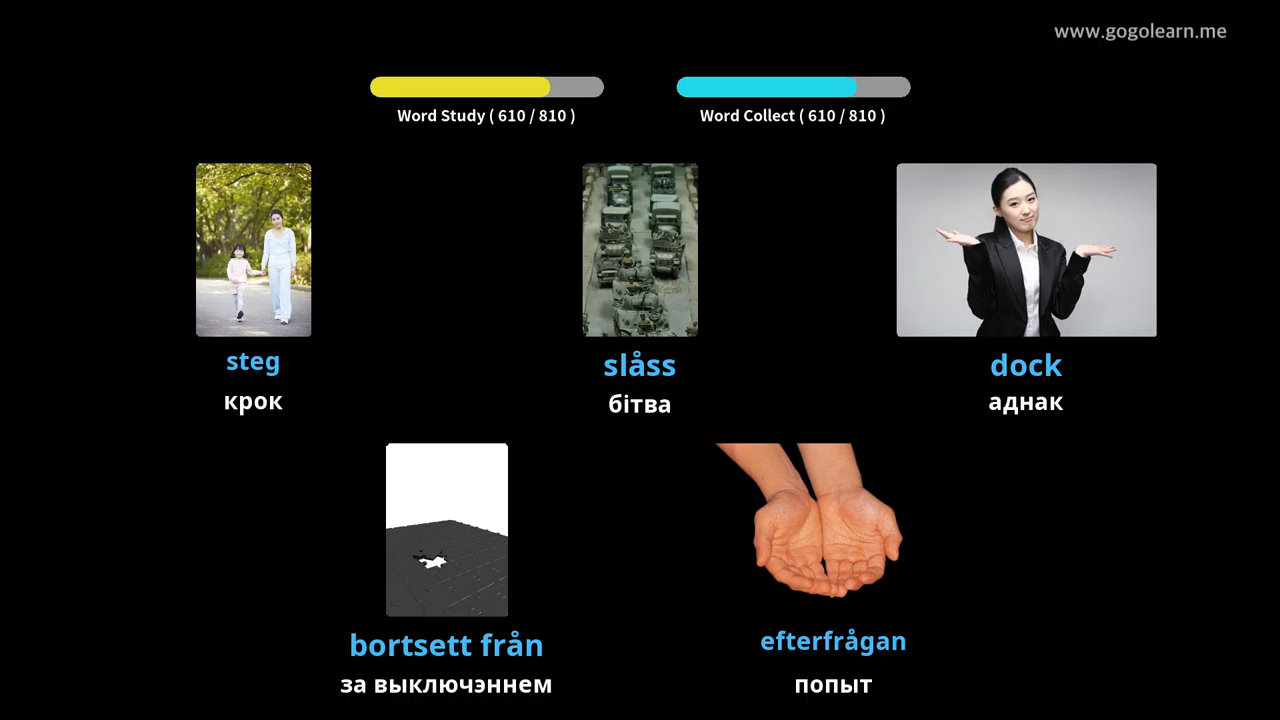 www.gogolearn.me
Word Study ( 610 / 810 )
Word Collect ( 610 / 810 )
steg
крок
slåss
бітва
dock
аднак
bortsett från
за выключэннем
efterfrågan
попыт